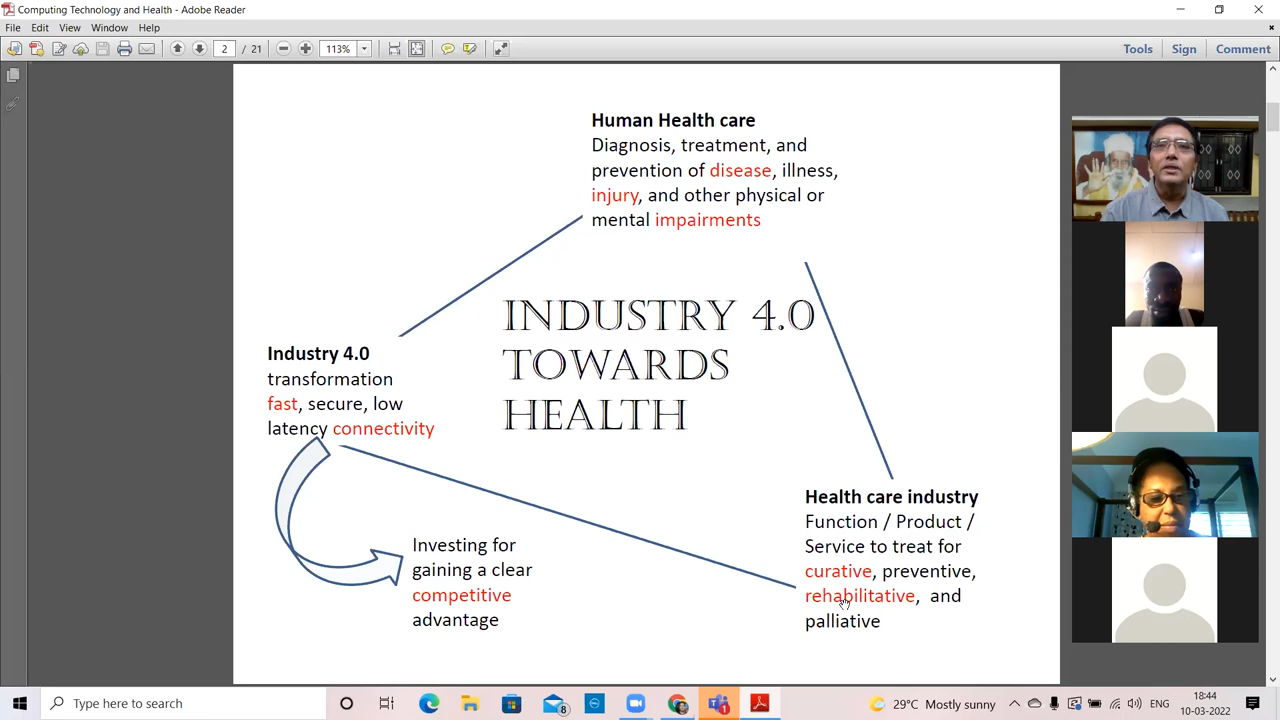 Computing Technology and Health - Adobe Reader
File Edit View Window Help
2 / 21 113% Tools Sign Comment
Human Health care
Diagnosis, treatment, and
prevention of disease, illness,
injury, and other physical or
mental impairments
INDUSTRY 4.0
TOWARDS
HEALTH
Industry 4.0
transformation
fast, secure, low
latency connectivity
Investing for
gaining a clear
competitive
advantage
Health care industry
Function / Product /
Service to treat for
curative, preventive,
rehabilitative, and
palliative
Type here to search
8
1
29°C Mostly sunny
ENG
18:44
10-03-2022